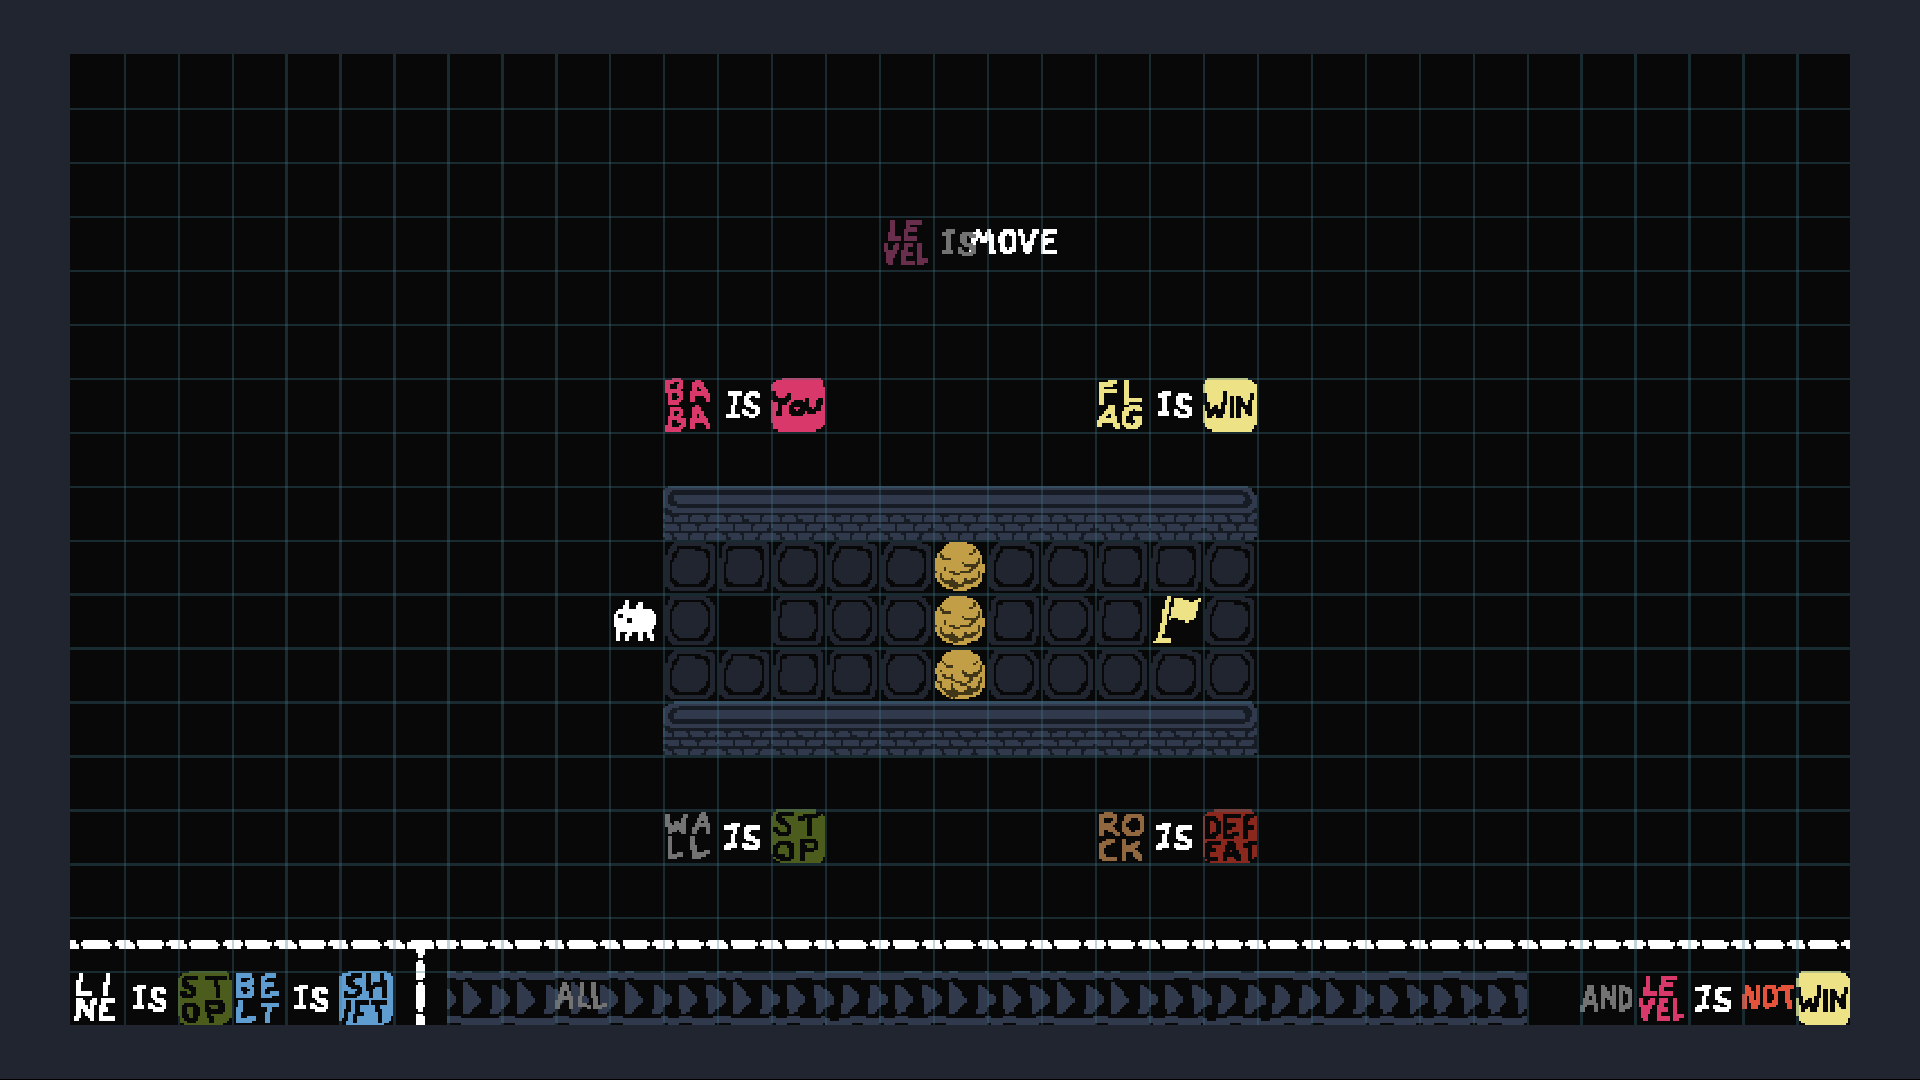 LEVEL IS MOVE
BABA IS YOU FLAG IS WIN
WALL IS STOP ROCK IS DEFEAT
LINE IS STOP BELT IS SHIFT ALL AND LEVEL IS NOT WIN